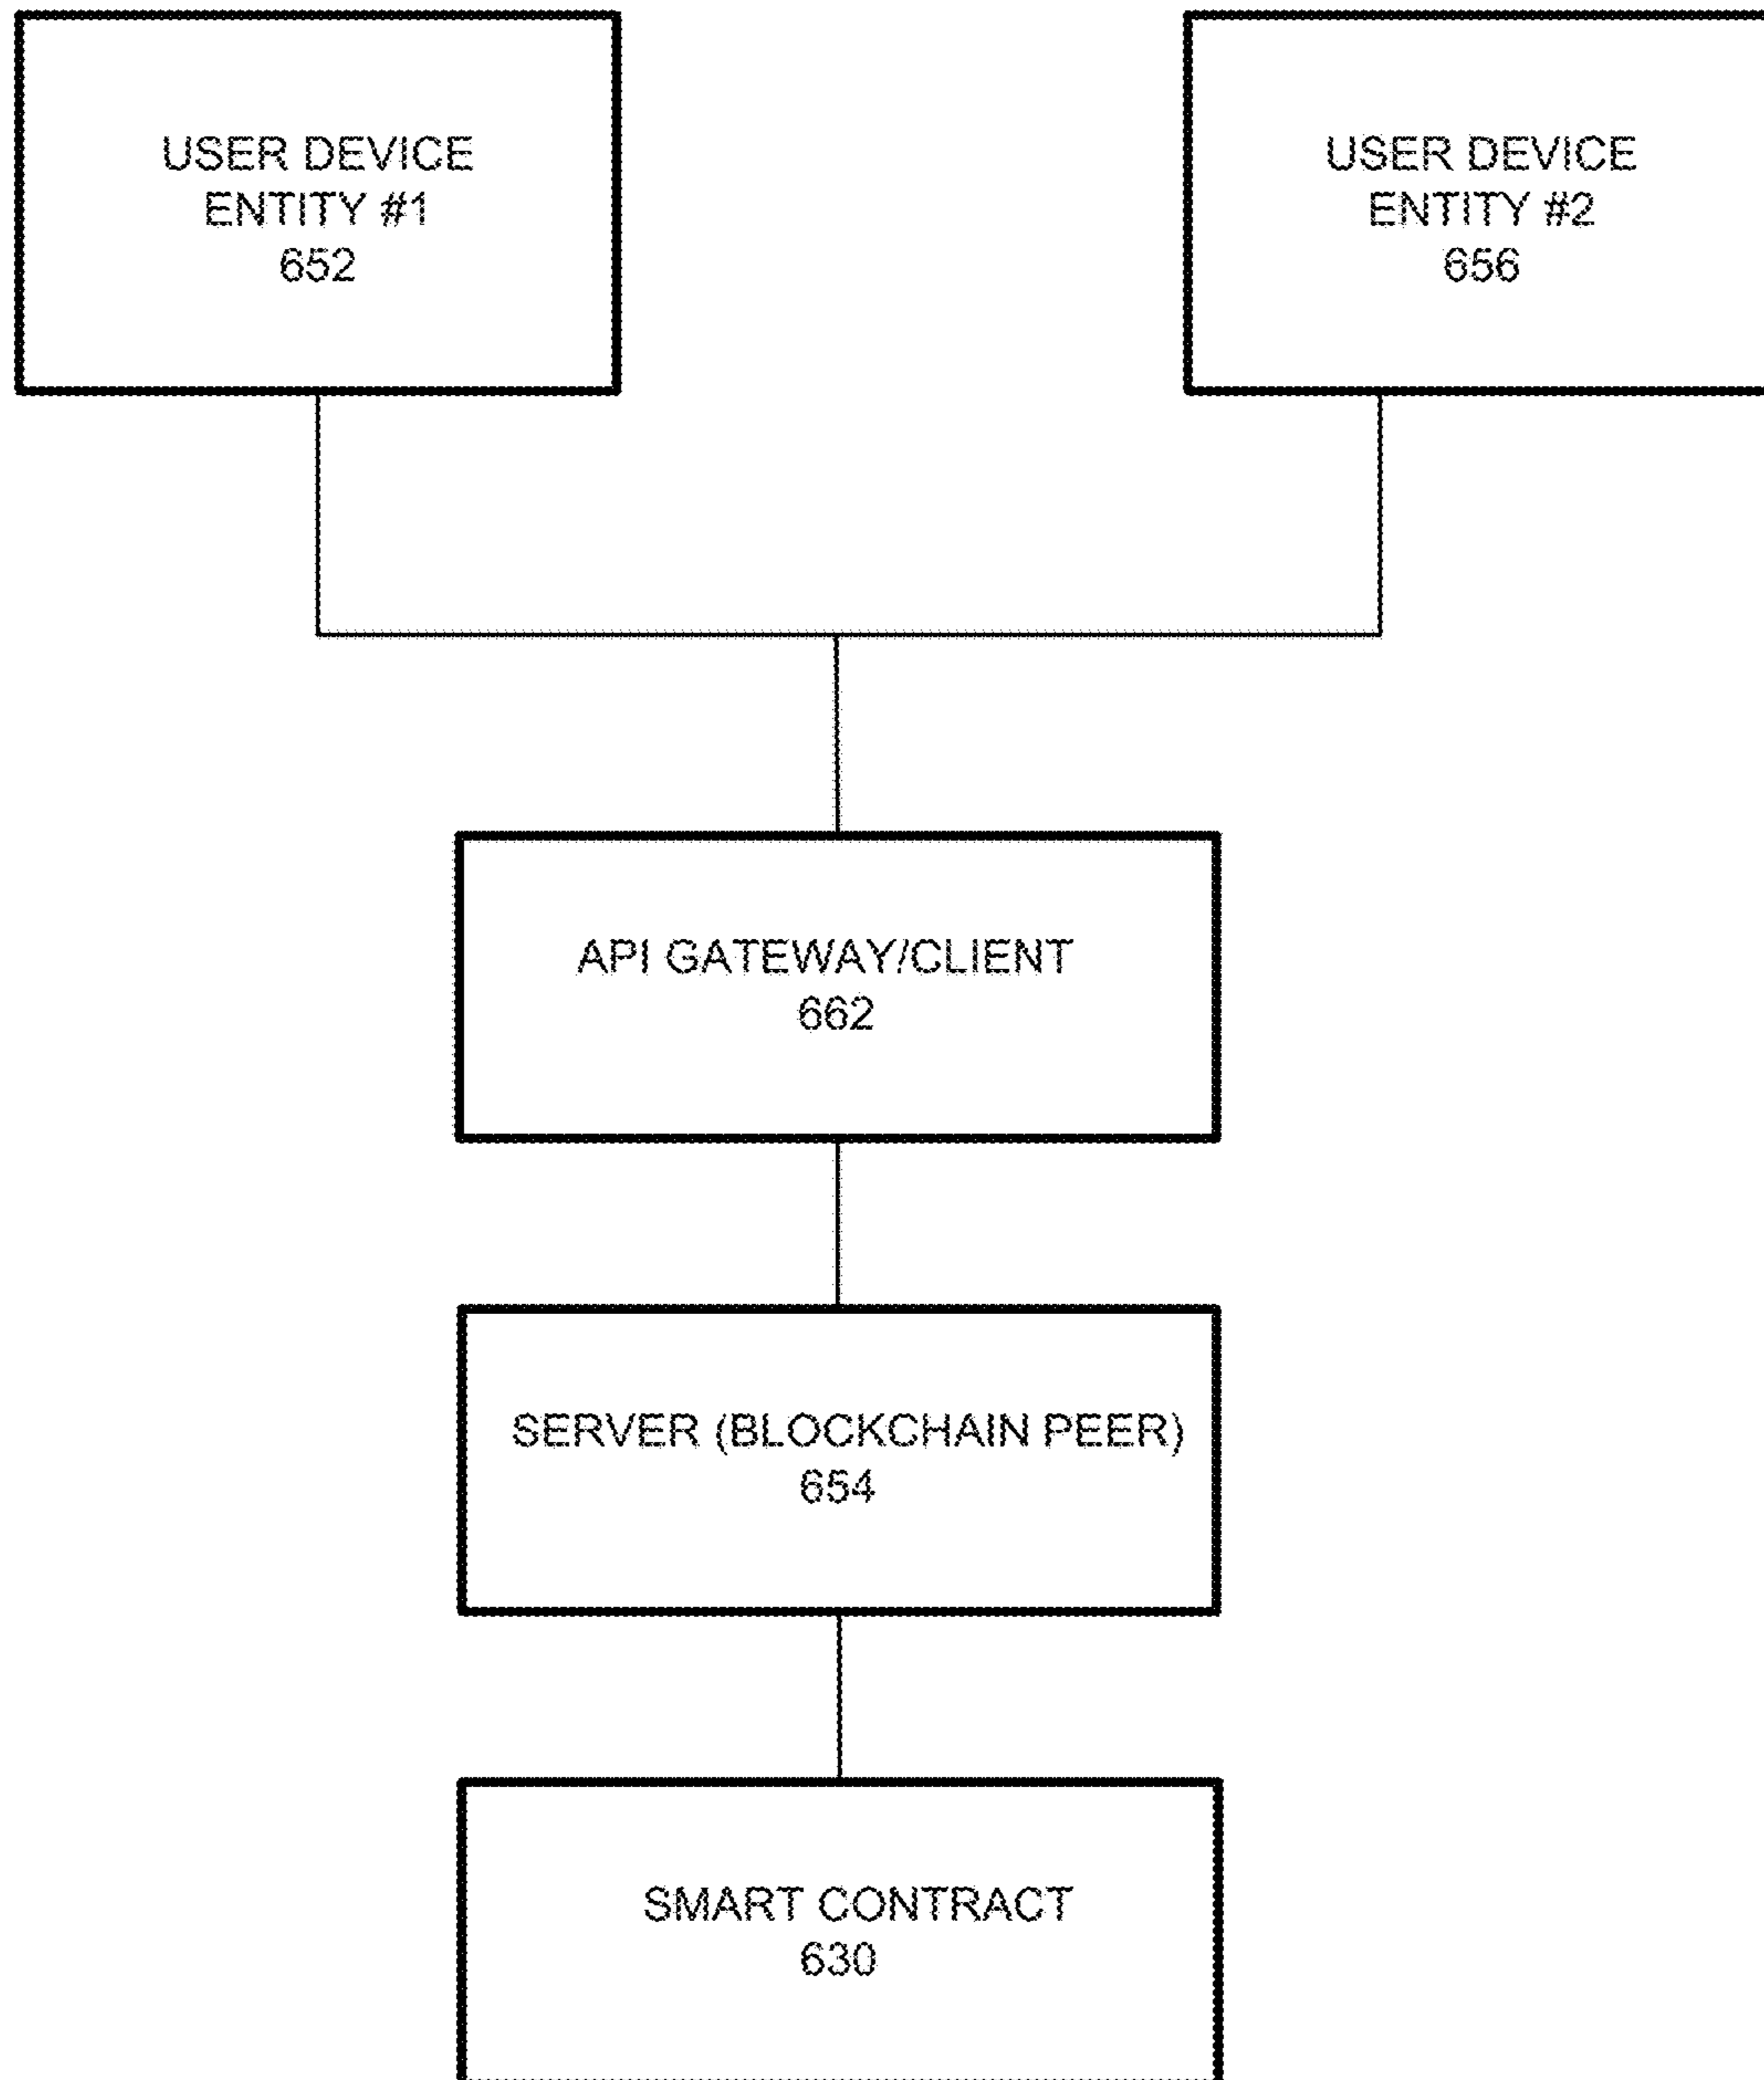 USER DEVICE
ENTITY #1
652
USER DEVICE
ENTITY #2
656
API GATEWAY/CLIENT
662
SERVER (BLOCKCHAIN PEER)
654
SMART CONTRACT
630